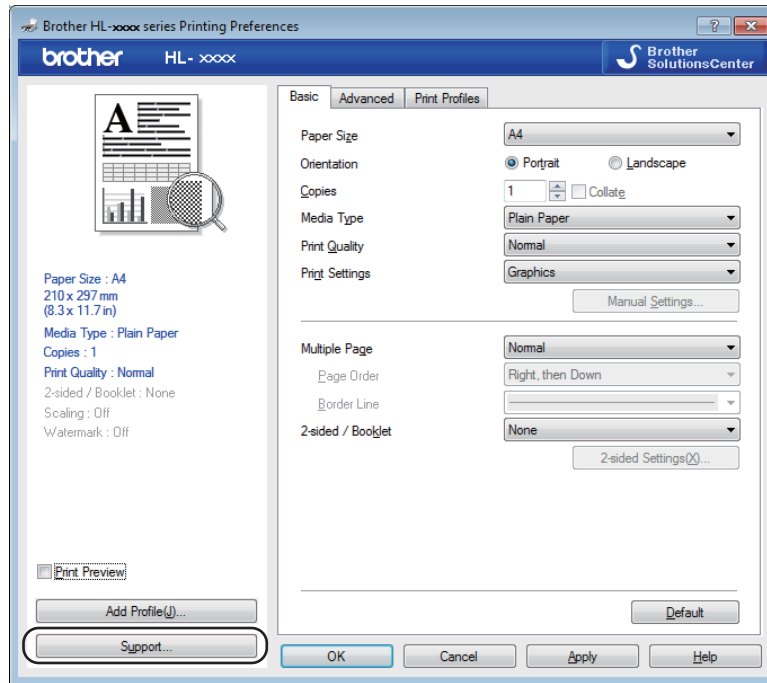 Brother HL-xxxx series Printing Preferences
brother HL- xxxx
Brother
SolutionsCenter
A
Paper Size : A4
210 x 297 mm
(8.3 x 11.7 in)
Media Type : Plain Paper
Copies : 1
Print Quality : Normal
2-sided / Booklet : None
Scaling : Off
Watermark : Off
Print Preview
Add Profile(J)...
Support...
Basic Advanced Print Profiles
Paper Size A4
Orientation Portrait Landscape
Copies 1 Collate
Media Type Plain Paper
Print Quality Normal
Print Settings Graphics
Manual Settings...
Multiple Page Normal
Page Order Right, then Down
Border Line
2-sided / Booklet None
2-sided Settings(X)...
Default
OK Cancel Apply Help